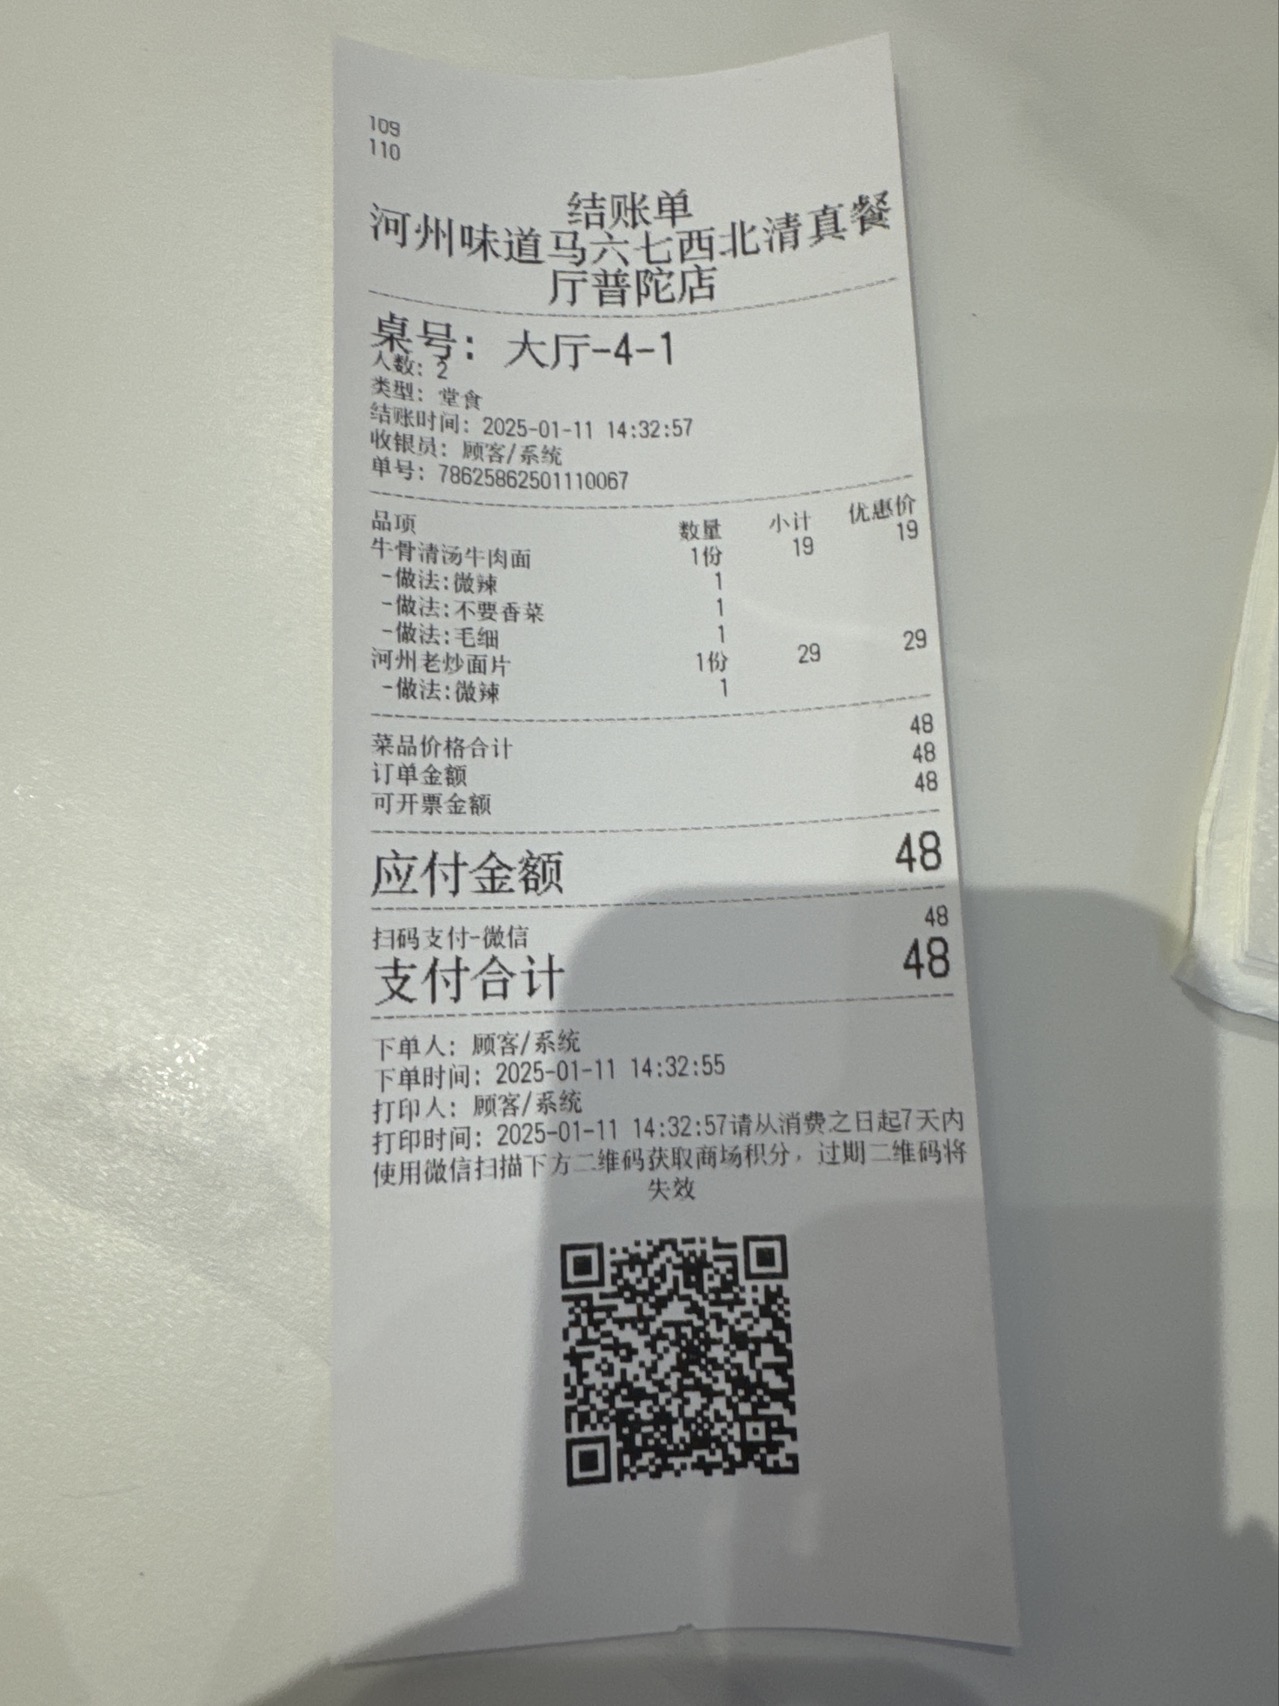 109
110
结账单
河州味道马六七西北清真餐
厅普陀店
桌号：大厅-4-1
人数：2
类型：堂食
结账时间：2025-01-11 14:32:57
收银员：顾客/系统
单号：78625862501110067
品项 数量 小计 优惠价
牛骨清汤牛肉面 1份 19 19
-做法:微辣 1
-做法:不要香菜 1
-做法:毛细 1
河州老炒面片 1份 29 29
-做法:微辣 1
菜品价格合计 48
订单金额 48
可开票金额 48
应付金额 48
扫码支付-微信 48
支付合计 48
下单人：顾客/系统
下单时间：2025-01-11 14:32:55
打印人：顾客/系统
打印时间：2025-01-11 14:32:57请从消费之日起7天内
使用微信扫描下方二维码获取商场积分，过期二维码将
失效